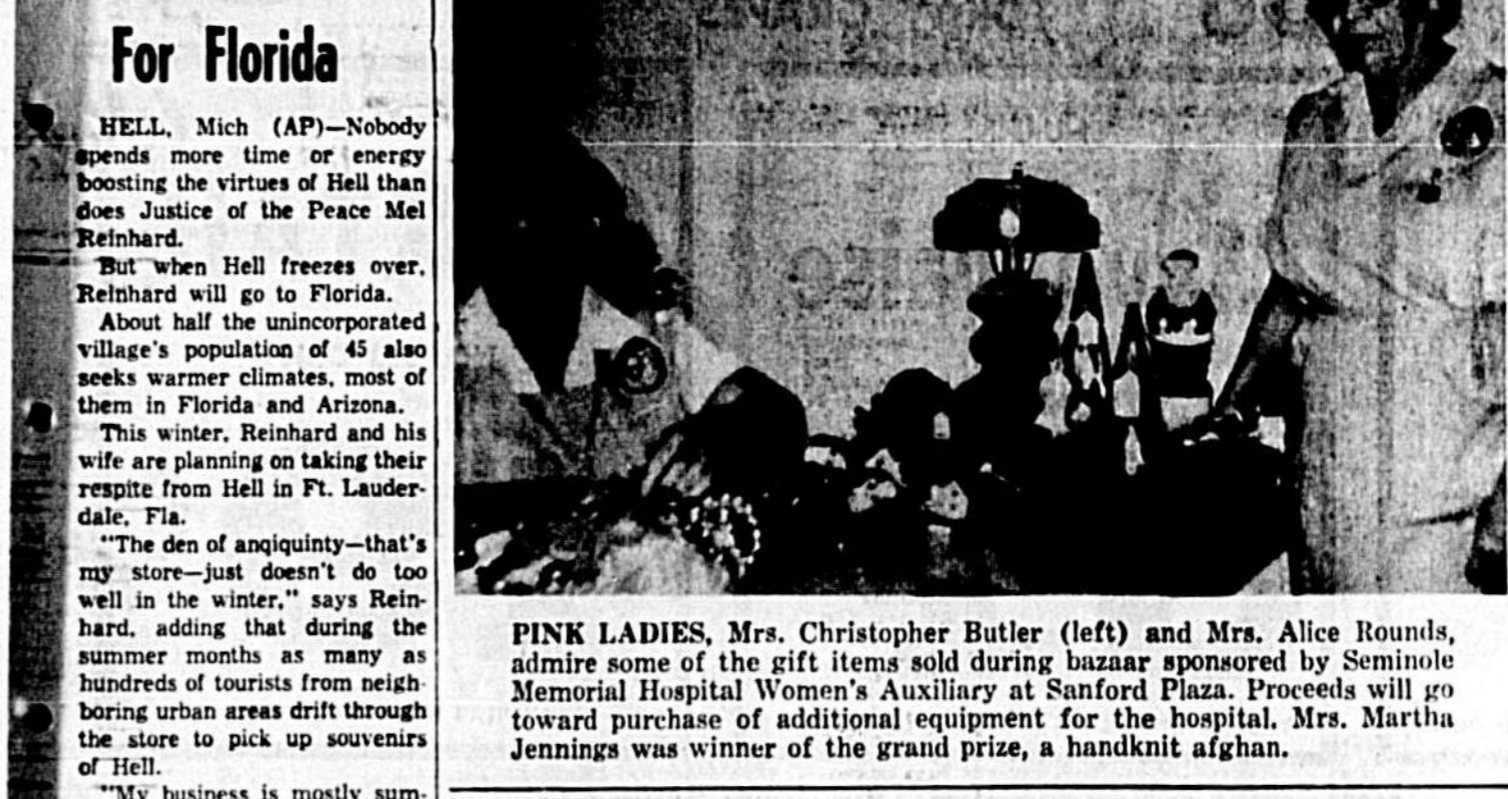 For Florida
HELL, Mich (AP)—Nobody
spends more time or energy
boosting the virtues of Hell than
does Justice of the Peace Mel
Reinhard.
But when Hell freezes over,
Reinhard will go to Florida.
About half the unincorporated
village's population of 45 also
seeks warmer climates, most of
them in Florida and Arizona.
This winter, Reinhard and his
wife are planning on taking their
respite from Hell in Ft. Lauder-
dale, Fla.
"The den of anqiquinty—that's
my store—just doesn't do too
well in the winter," says Rein-
hard, adding that during the
summer months as many as
hundreds of tourists from neigh-
boring urban areas drift through
the store to pick up souvenirs
of Hell.
"My business is mostly sum-
PINK LADIES, Mrs. Christopher Butler (left) and Mrs. Alice Rounds,
admire some of the gift items sold during bazaar sponsored by Seminole
Memorial Hospital Women's Auxiliary at Sanford Plaza. Proceeds will go
toward purchase of additional equipment for the hospital. Mrs. Martha
Jennings was winner of the grand prize, a handknit afghan.